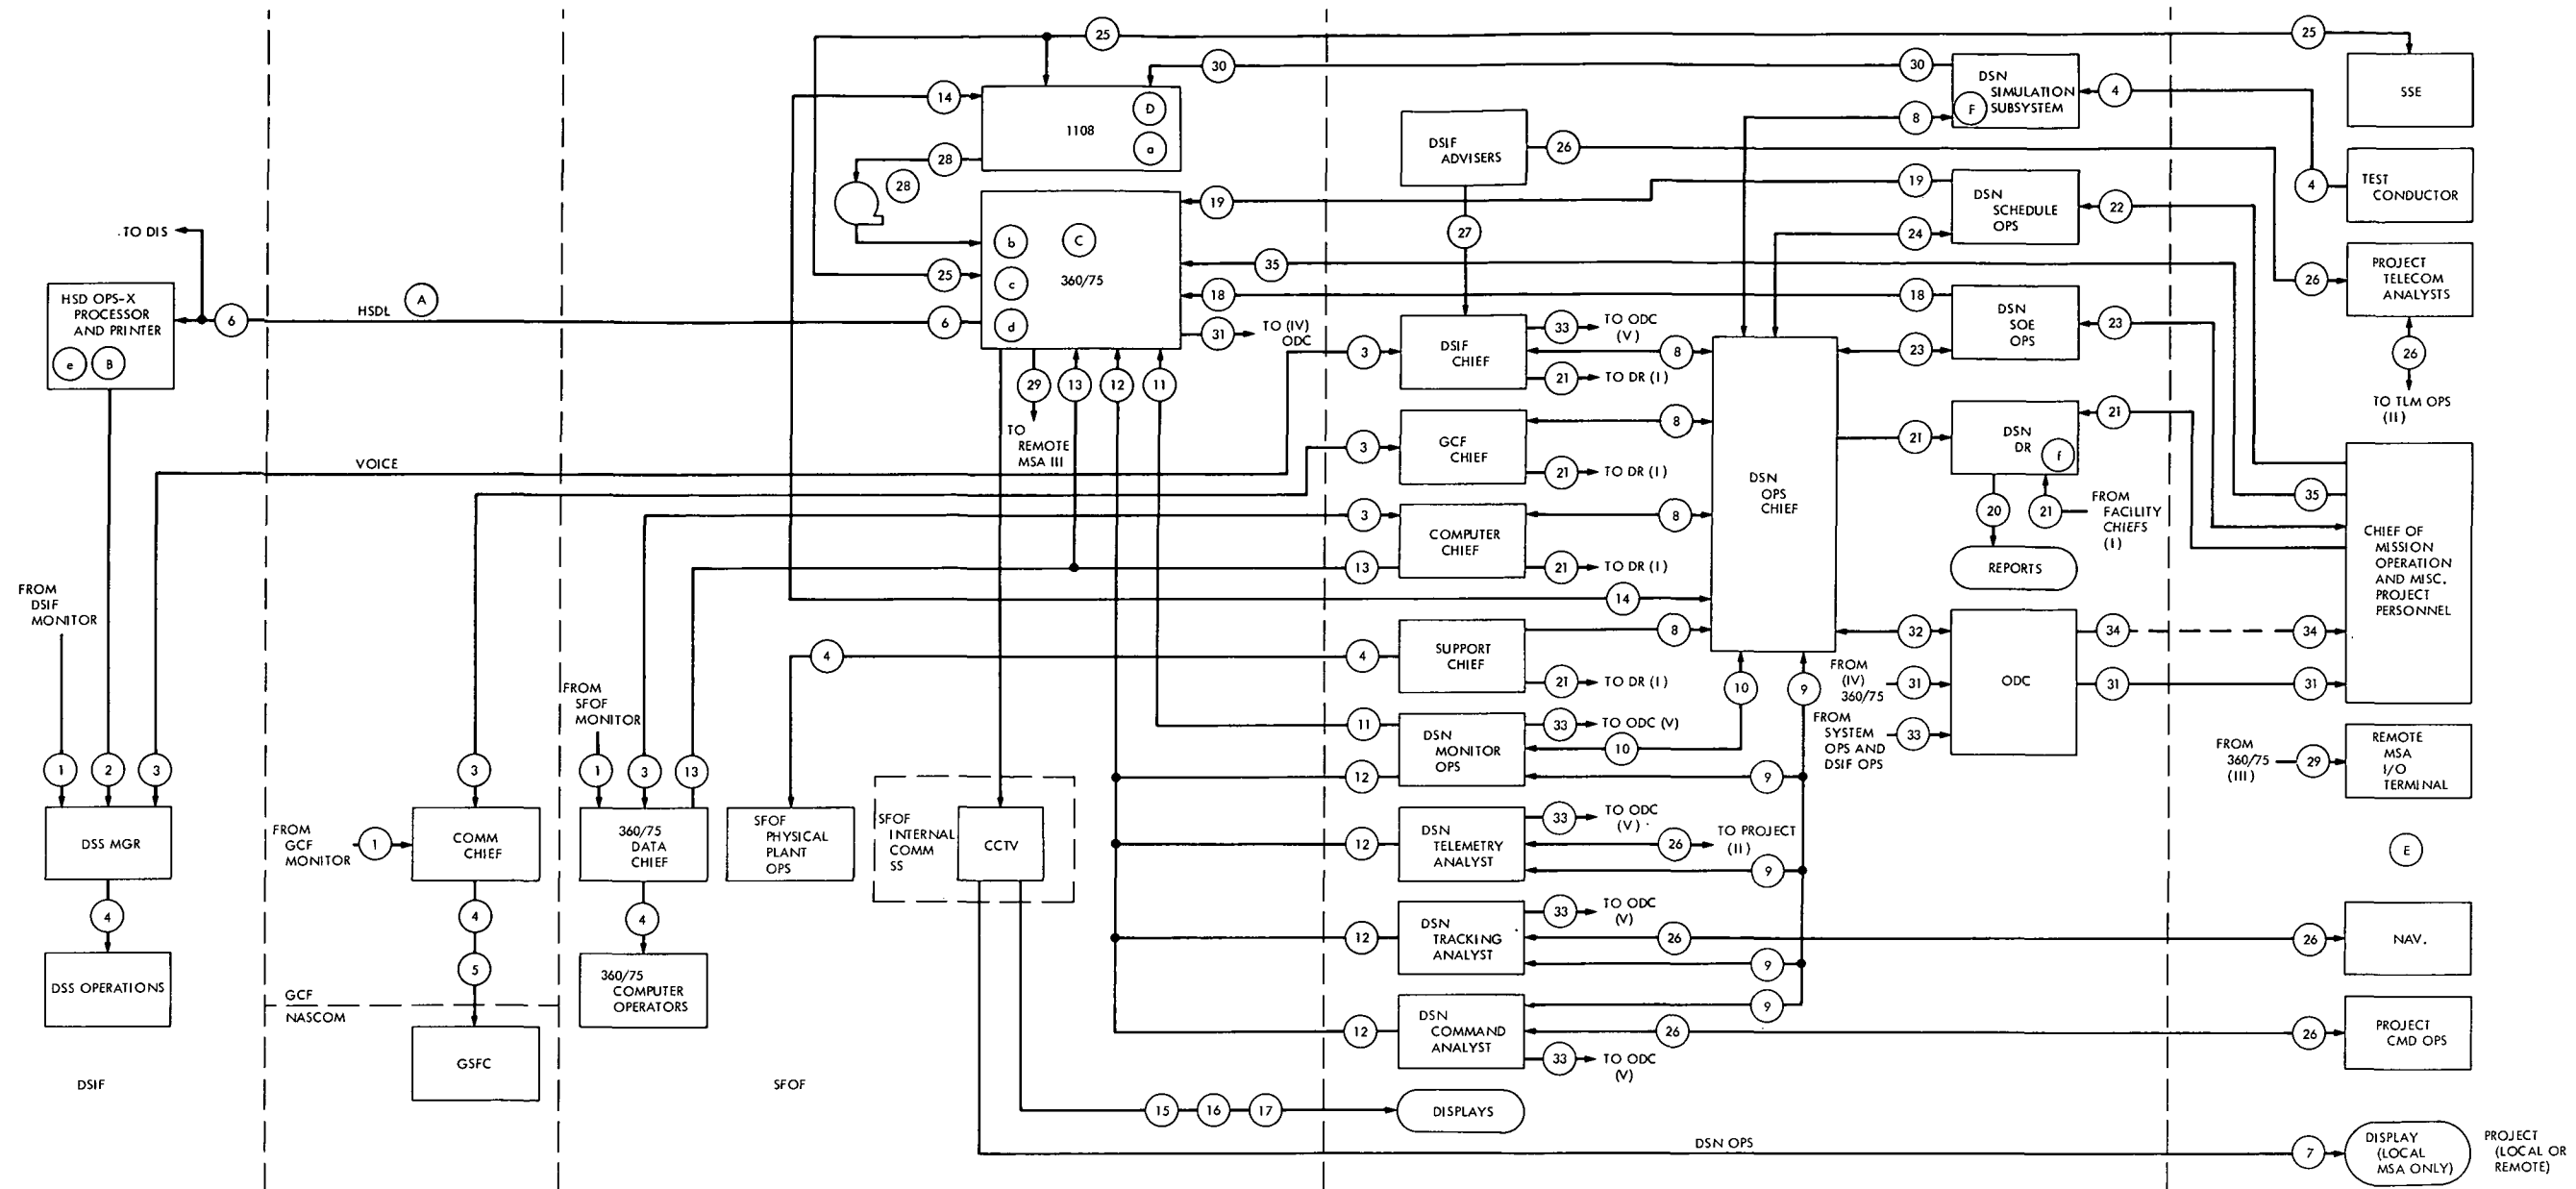 25
25
30
30
DSN
SIMULATION
SUBSYSTEM
F
4
SSE
14
1108
D
a
8
DSIF
ADVISERS
26
28
28
19
19
DSN
SCHEDULE
OPS
22
4
TEST
CONDUCTOR
TO DIS
b
C
360/75
c
d
27
24
35
25
18
18
26
PROJECT
TELECOM
ANALYSTS
HSD OPS-X
PROCESSOR
AND PRINTER
e
B
6
HSDL
A
6
31
TO (IV)
ODC
3
DSIF
CHIEF
33
TO ODC
(V)
8
21
TO DR (I)
23
DSN
SOE
OPS
23
26
TO TLM OPS
(II)
29
13
12
11
TO
REMOTE
MSA III
VOICE
3
GCF
CHIEF
8
21
TO DR (I)
DSN
OPS
CHIEF
21
DSN
DR
f
21
20
21
FROM
FACILITY
CHIEFS
(I)
REPORTS
35
CHIEF OF
MISSION
OPERATION
AND MISC.
PROJECT
PERSONNEL
3
COMPUTER
CHIEF
8
13
21
TO DR (I)
14
FROM
DSIF
MONITOR
4
4
SUPPORT
CHIEF
8
21
TO DR (I)
32
ODC
34
34
FROM
(IV)
360/75
31
31
31
10
9
FROM
SYSTEM
OPS AND
DSIF OPS
33
FROM
SFOF
MONITOR
11
DSN
MONITOR
OPS
33
TO ODC (V)
10
12
9
FROM
360/75
(III)
29
REMOTE
MSA
I/O
TERMINAL
1
2
3
3
1
3
13
DSS MGR
FROM
GCF
MONITOR
1
COMM
CHIEF
360/75
DATA
CHIEF
SFOF
PHYSICAL
PLANT
OPS
SFOF
INTERNAL
COMM
SS
CCTV
12
DSN
TELEMETRY
ANALYST
33
TO ODC
(V)
26
TO PROJECT
(II)
9
E
4
4
4
12
DSN
TRACKING
ANALYST
33
TO ODC
(V)
26
9
26
NAV.
DSS OPERATIONS
5
360/75
COMPUTER
OPERATORS
GCF
NASCOM
GSFC
12
DSN
COMMAND
ANALYST
9
26
33
TO ODC
(V)
26
PROJECT
CMD OPS
DSIF
SFOF
15
16
17
DISPLAYS
DSN OPS
7
DISPLAY
(LOCAL
MSA ONLY)
PROJECT
(LOCAL OR
REMOTE)